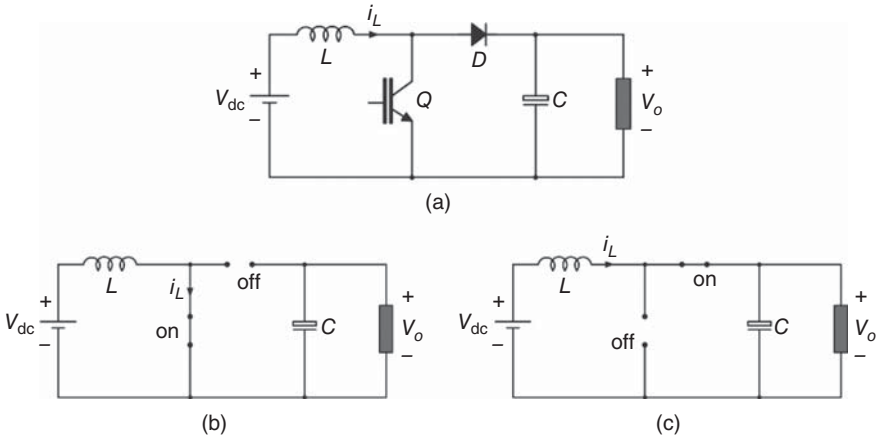 i_L
L
D
+
V_dc
−
Q
C
+
V_o
−
(a)
L
i_L
off
+
V_dc
−
on
C
+
V_o
−
(b)
i_L
L
on
+
V_dc
−
off
C
+
V_o
−
(c)